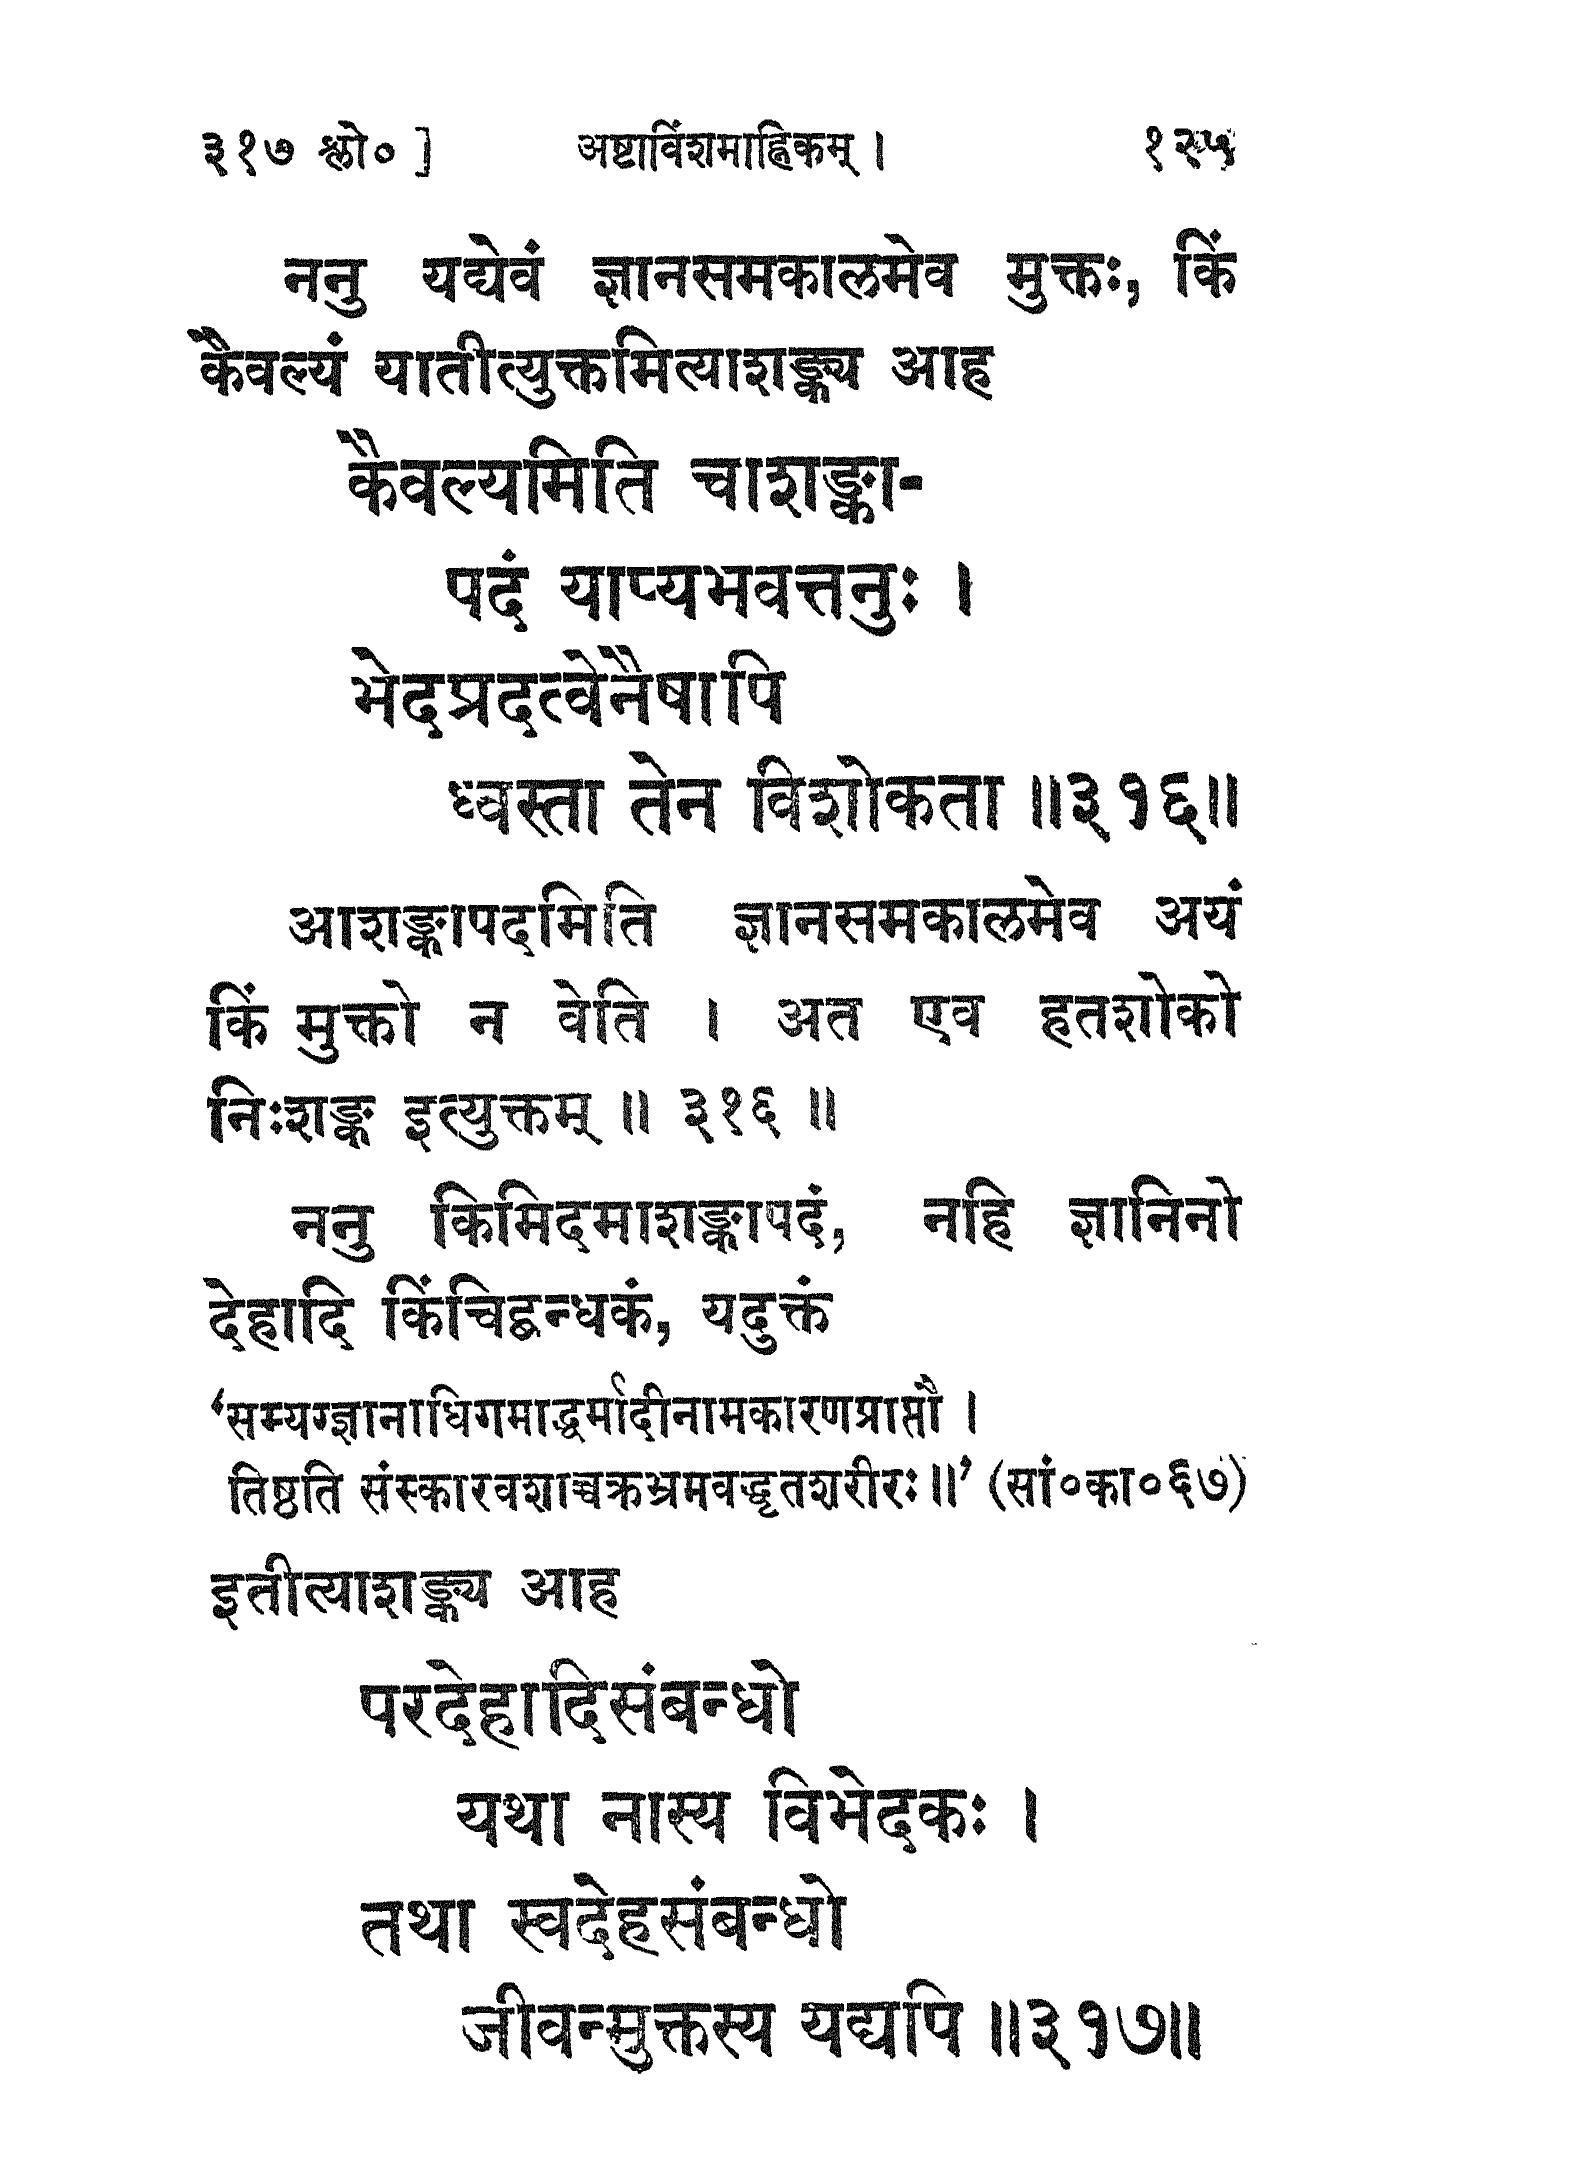 ३१७ श्लो० ] अष्टाविंशमाह्निकम् । १२५
ननु यद्येवं ज्ञानसमकालमेव मुक्तः, किं
कैवल्यं यातीत्युक्तमित्याशङ्क्य आह
कैवल्यमिति चाशङ्का-
पदं याप्यभवत्तनुः ।
भेदप्रदत्वेनैषापि
ध्वस्ता तेन विशोकता ॥३१६॥
आशङ्कापदमिति ज्ञानसमकालमेव अयं
किं मुक्तो न वेति । अत एव हतशोको
निःशङ्क इत्युक्तम् ॥ ३१६ ॥
ननु किमिदमाशङ्कापदं, नहि ज्ञानिनो
देहादि किंचिद्बन्धकं, यदुक्तं
‘सम्यग्ज्ञानाधिगमाद्धर्मादीनामकारणप्राप्तौ ।
तिष्ठति संस्कारवशाच्चक्रभ्रमवद्धृतशरीरः॥’ (सां०का०६७)
इतीत्याशङ्क्य आह
परदेहादिसंबन्धो
यथा नास्य विभेदकः ।
तथा स्वदेहसंबन्धो
जीवन्मुक्तस्य यद्यपि ॥३१७॥